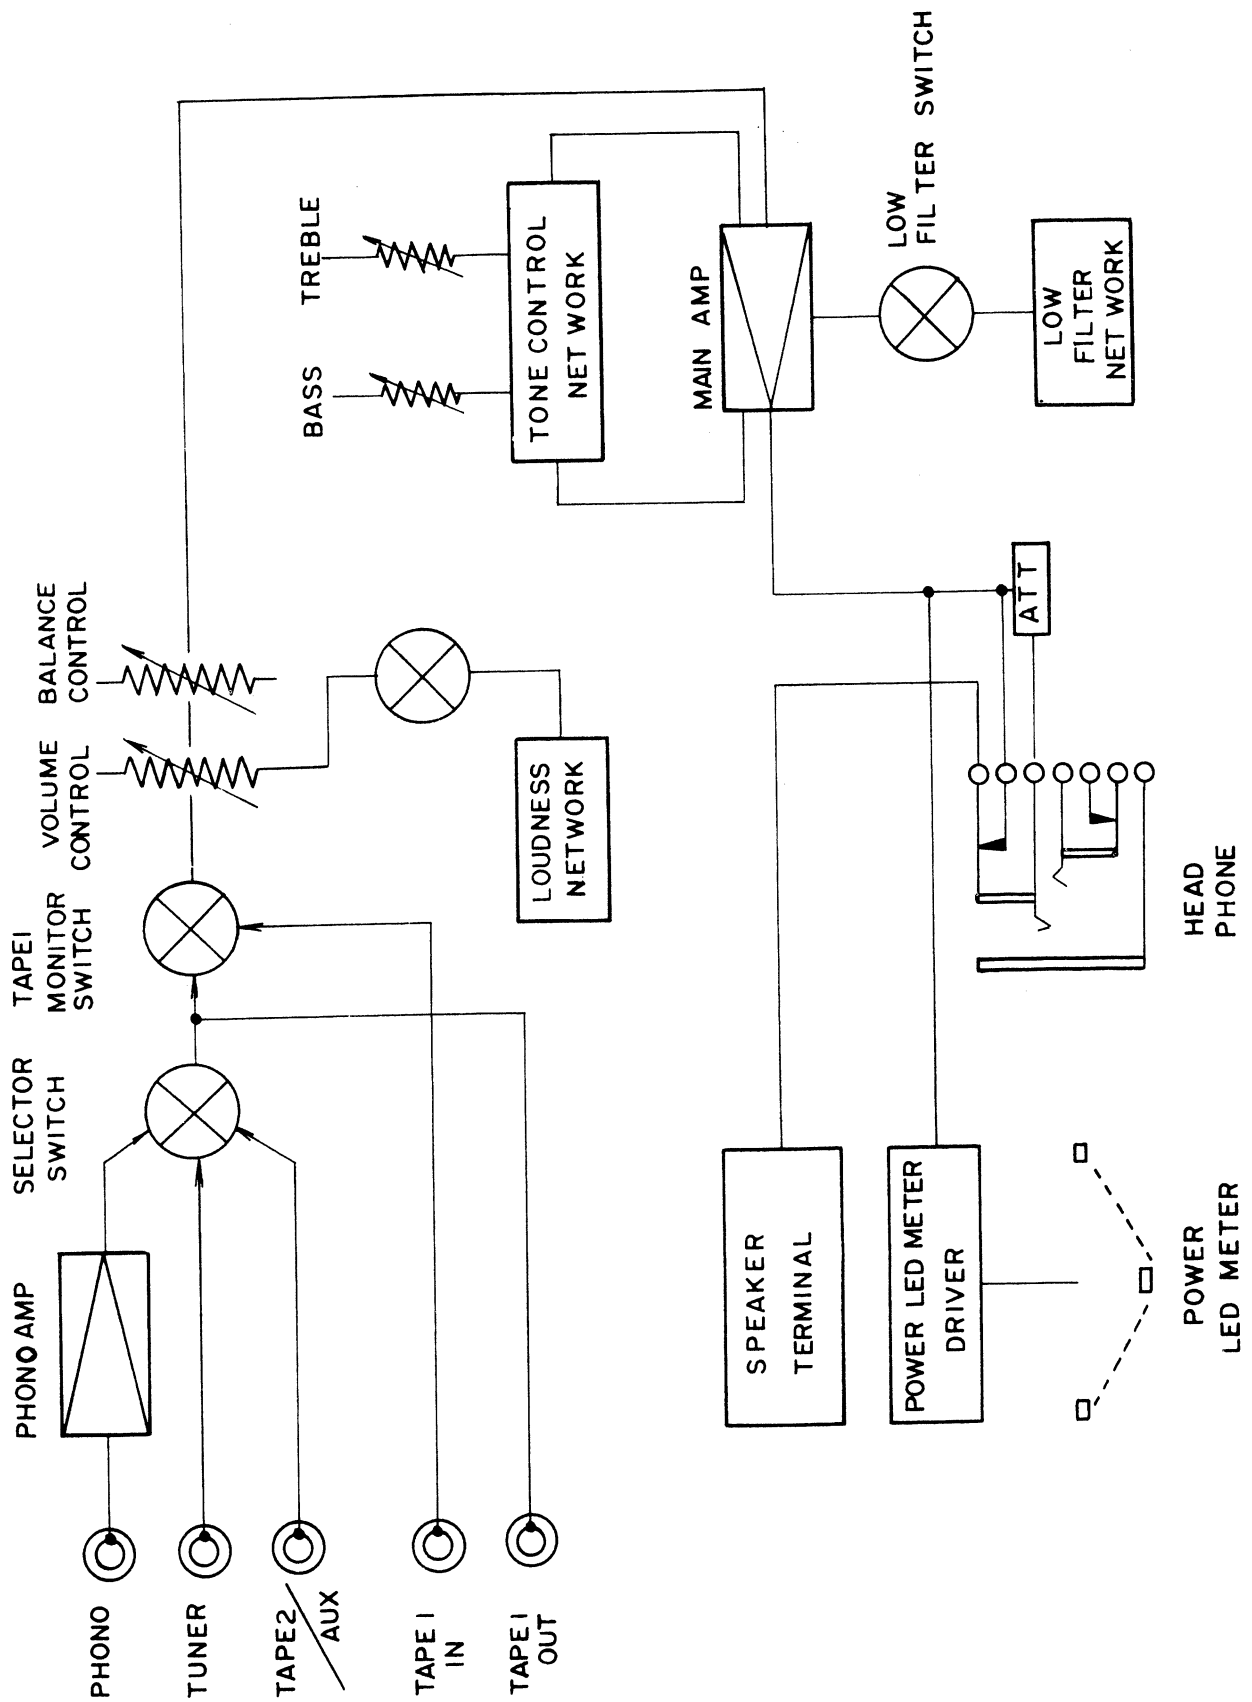 PHONO
TUNER
TAPE2
AUX
TAPE1
IN
TAPE1
OUT
PHONO AMP
SELECTOR
SWITCH
TAPE1
MONITOR
SWITCH
VOLUME
CONTROL
BALANCE
CONTROL
LOUDNESS
NETWORK
BASS
TREBLE
TONE CONTROL
NET WORK
MAIN AMP
LOW
FILTER SWITCH
LOW
FILTER
NET WORK
ATT
SPEAKER
TERMINAL
POWER LED METER
DRIVER
POWER
LED METER
HEAD
PHONE